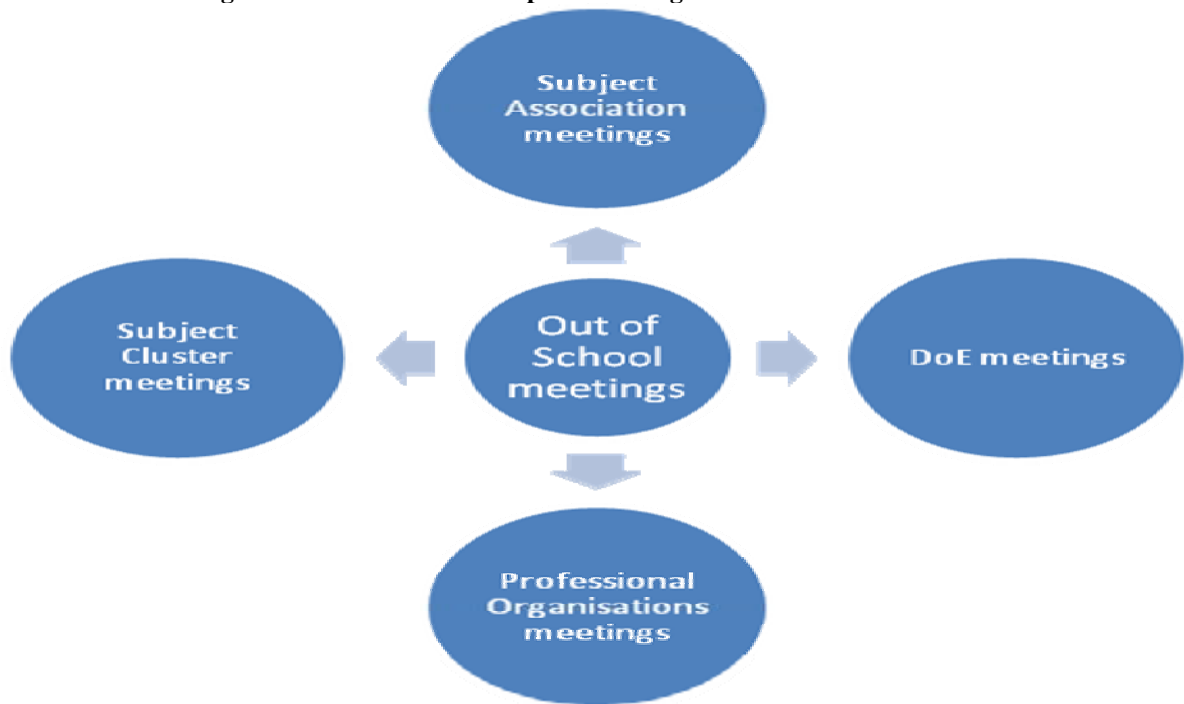 Subject
Association
meetings
Subject
Cluster
meetings
Out of
School
meetings
DoE meetings
Professional
Organisations
meetings